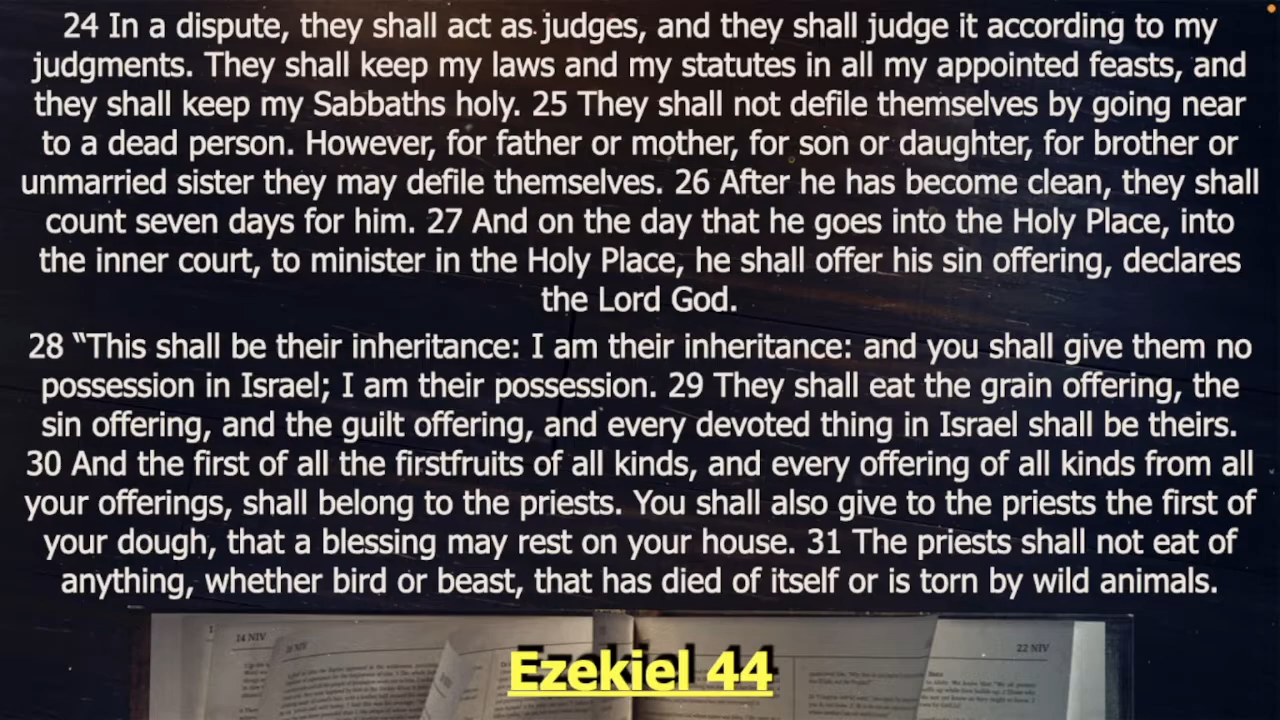 24 In a dispute, they shall act as judges, and they shall judge it according to my
judgments. They shall keep my laws and my statutes in all my appointed feasts, and
they shall keep my Sabbaths holy. 25 They shall not defile themselves by going near
to a dead person. However, for father or mother, for son or daughter, for brother or
unmarried sister they may defile themselves. 26 After he has become clean, they shall
count seven days for him. 27 And on the day that he goes into the Holy Place, into
the inner court, to minister in the Holy Place, he shall offer his sin offering, declares
the Lord God.
28 “This shall be their inheritance: I am their inheritance: and you shall give them no
possession in Israel; I am their possession. 29 They shall eat the grain offering, the
sin offering, and the guilt offering, and every devoted thing in Israel shall be theirs.
30 And the first of all the firstfruits of all kinds, and every offering of all kinds from all
your offerings, shall belong to the priests. You shall also give to the priests the first of
your dough, that a blessing may rest on your house. 31 The priests shall not eat of
anything, whether bird or beast, that has died of itself or is torn by wild animals.
14 NIV
22 NIV
Ezekiel 44